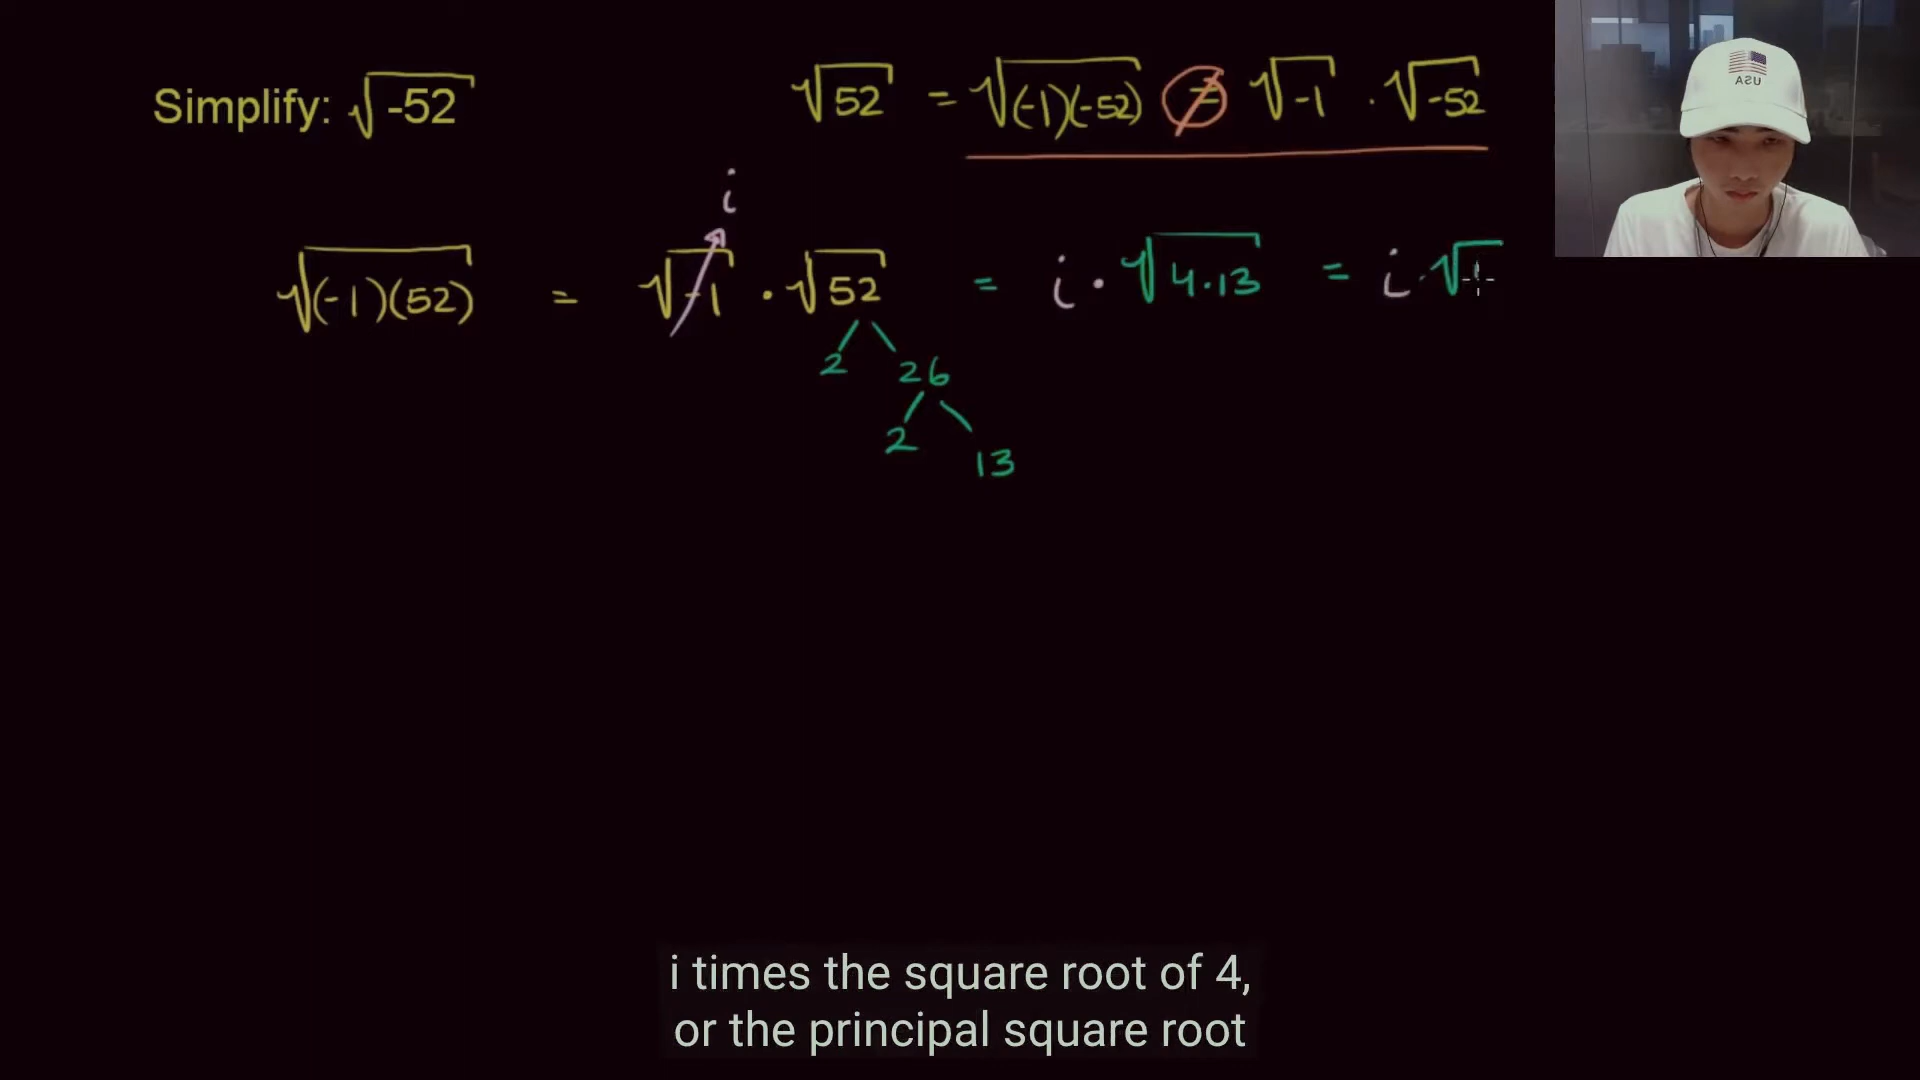 Simplify: √-52
√52 = √(-1)(-52) ≠ √-1 · √-52
i
√(-1)(52) = √-1 · √52 = i · √4·13 = i · √
2 26
2 13
i times the square root of 4,
or the principal square root
USA